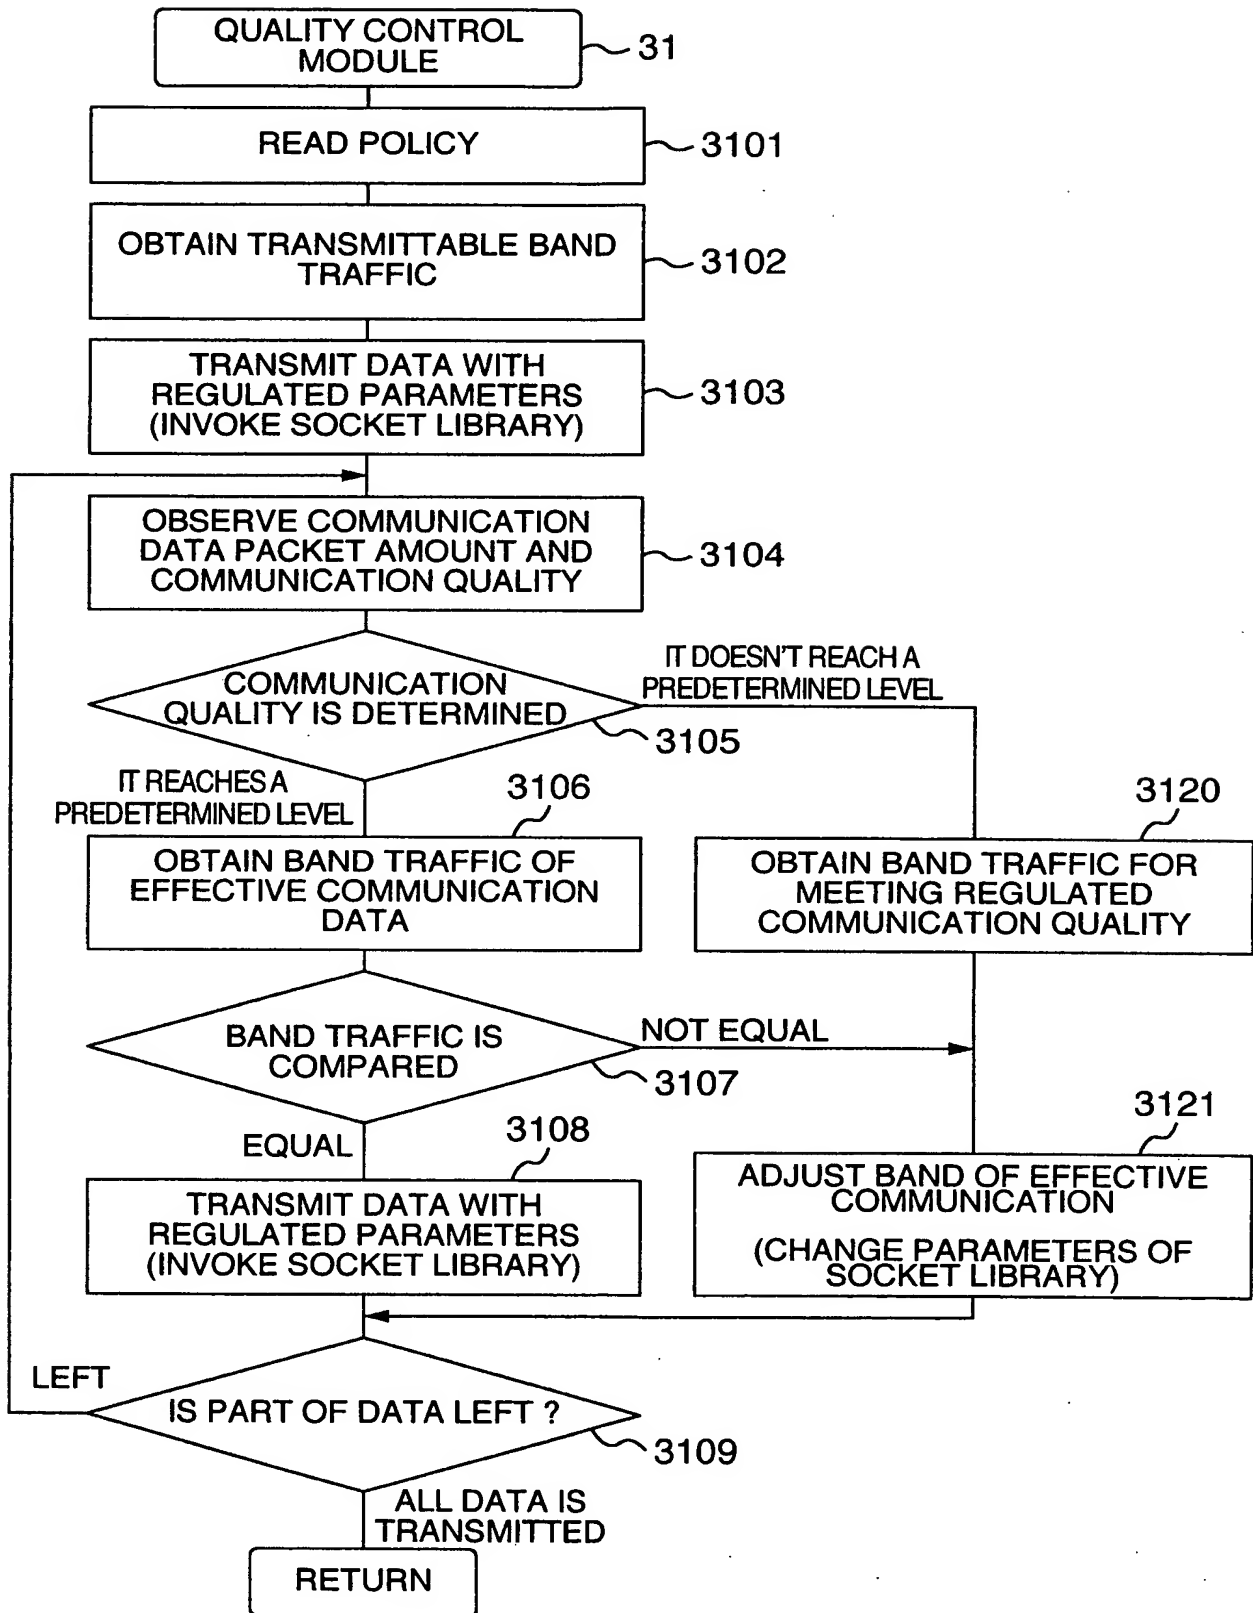 QUALITY CONTROL
MODULE
31
READ POLICY
3101
OBTAIN TRANSMITTABLE BAND
TRAFFIC
3102
TRANSMIT DATA WITH
REGULATED PARAMETERS
(INVOKE SOCKET LIBRARY)
3103
OBSERVE COMMUNICATION
DATA PACKET AMOUNT AND
COMMUNICATION QUALITY
3104
COMMUNICATION
QUALITY IS DETERMINED
3105
IT DOESN'T REACH A
PREDETERMINED LEVEL
IT REACHES A
PREDETERMINED LEVEL
3106
OBTAIN BAND TRAFFIC OF
EFFECTIVE COMMUNICATION
DATA
3120
OBTAIN BAND TRAFFIC FOR
MEETING REGULATED
COMMUNICATION QUALITY
BAND TRAFFIC IS
COMPARED
3107
NOT EQUAL
EQUAL
3108
TRANSMIT DATA WITH
REGULATED PARAMETERS
(INVOKE SOCKET LIBRARY)
3121
ADJUST BAND OF EFFECTIVE
COMMUNICATION
(CHANGE PARAMETERS OF
SOCKET LIBRARY)
LEFT
IS PART OF DATA LEFT ?
3109
ALL DATA IS
TRANSMITTED
RETURN